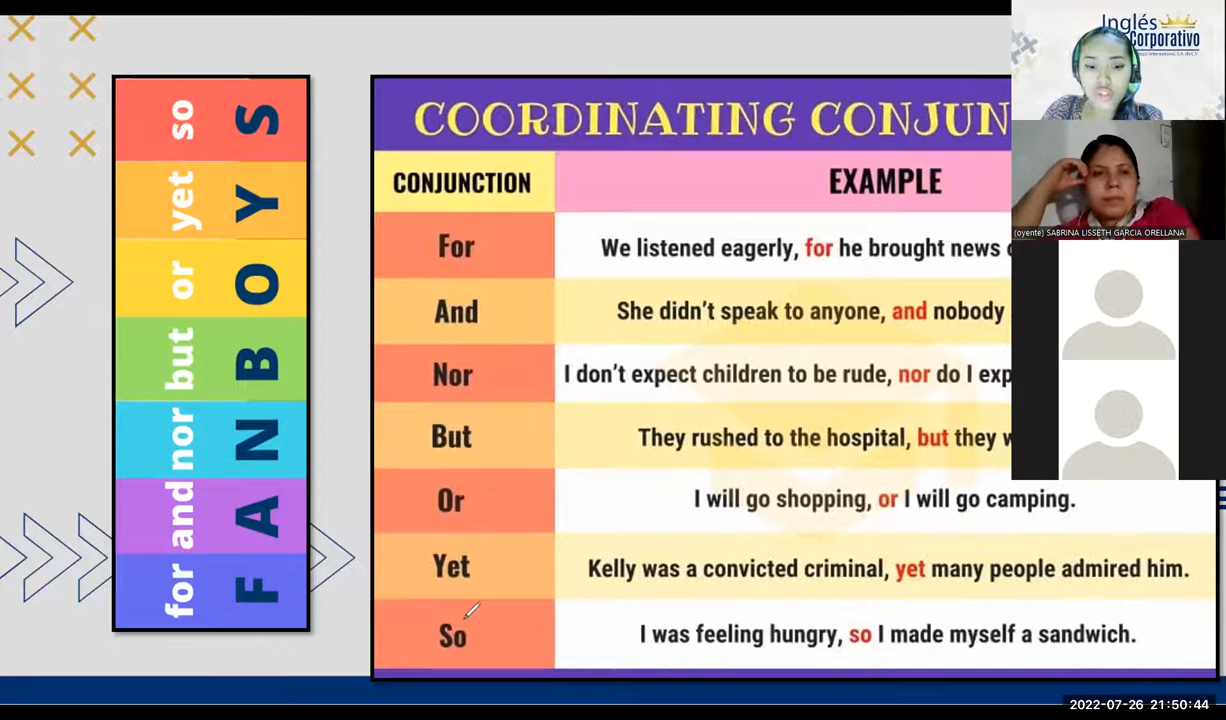 so
yet
or
but
nor
and
for
S
Y
O
B
N
A
F
COORDINATING CONJUN
CONJUNCTION
EXAMPLE
For
We listened eagerly, for he brought news
And
She didn't speak to anyone, and nobody
Nor
I don't expect children to be rude, nor do I exp
But
They rushed to the hospital, but they w
Or
I will go shopping, or I will go camping.
Yet
Kelly was a convicted criminal, yet many people admired him.
So
I was feeling hungry, so I made myself a sandwich.
Inglés
Corporativo
(oyente) SABRINA LISSETH GARCIA ORELLANA
2022-07-26 21:50:44